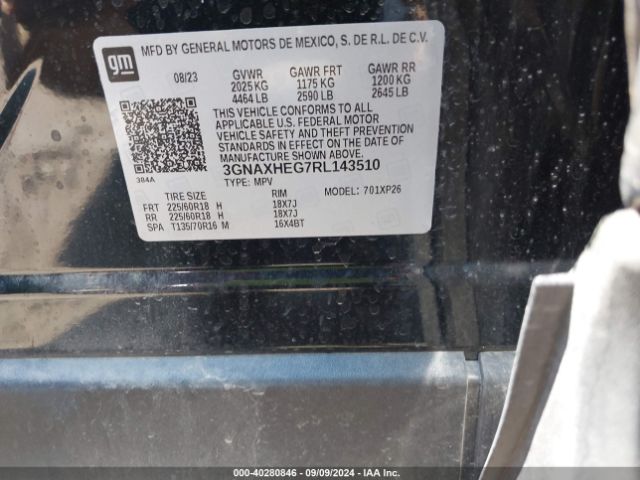 gm
MFD BY GENERAL MOTORS DE MEXICO, S. DE R.L. DE C.V.
08/23 GVWR GAWR FRT GAWR RR
2025 KG 1175 KG 1200 KG
4464 LB 2590 LB 2645 LB
THIS VEHICLE CONFORMS TO ALL
APPLICABLE U.S. FEDERAL MOTOR
VEHICLE SAFETY AND THEFT PREVENTION
STANDARDS IN EFFECT ON THE DATE OF
MANUFACTURE SHOWN ABOVE.
384A 3GNAXHEG7RL143510
TYPE: MPV MODEL: 701XP26
TIRE SIZE RIM
FRT 225/60R18 H 18X7J
RR 225/60R18 H 18X7J
SPA T135/70R16 M 16X4BT
000-40280846 - 09/09/2024 - IAA Inc.